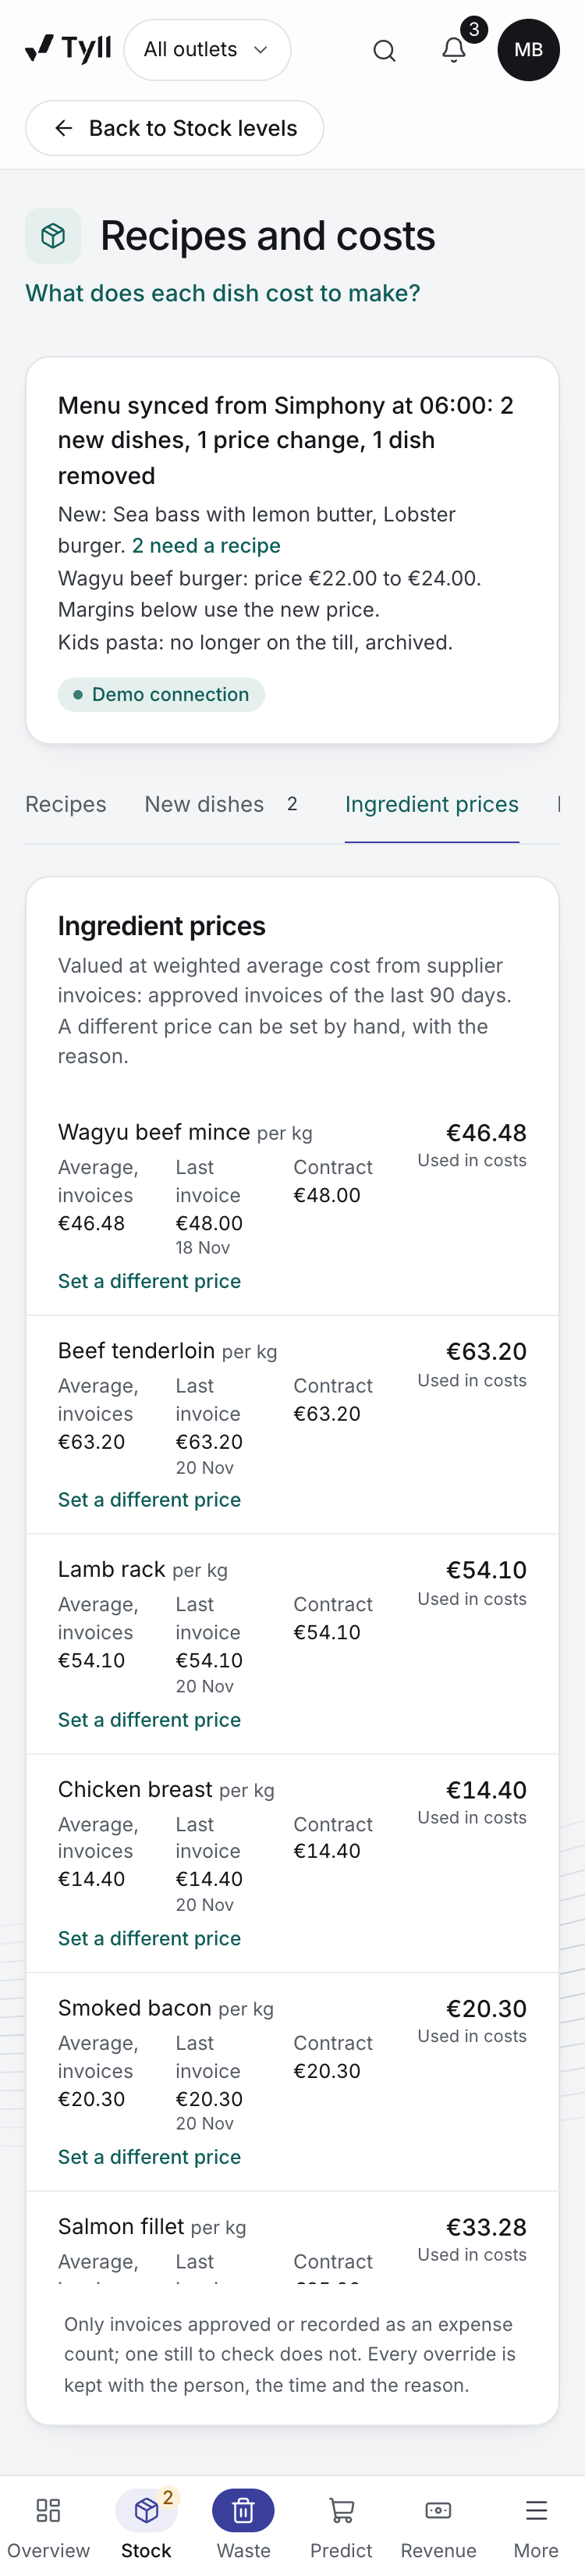 Tyll
All outlets
3
MB
Back to Stock levels
Recipes and costs
What does each dish cost to make?
Menu synced from Simphony at 06:00: 2
new dishes, 1 price change, 1 dish
removed
New: Sea bass with lemon butter, Lobster
burger. 2 need a recipe
Wagyu beef burger: price €22.00 to €24.00.
Margins below use the new price.
Kids pasta: no longer on the till, archived.
Demo connection
Recipes New dishes 2 Ingredient prices
Ingredient prices
Valued at weighted average cost from supplier
invoices: approved invoices of the last 90 days.
A different price can be set by hand, with the
reason.
Wagyu beef mince per kg €46.48
Used in costs
Average, Last Contract
invoices invoice €48.00
€46.48 €48.00
18 Nov
Set a different price
Beef tenderloin per kg €63.20
Used in costs
Average, Last Contract
invoices invoice €63.20
€63.20 €63.20
20 Nov
Set a different price
Lamb rack per kg €54.10
Used in costs
Average, Last Contract
invoices invoice €54.10
€54.10 €54.10
20 Nov
Set a different price
Chicken breast per kg €14.40
Used in costs
Average, Last Contract
invoices invoice €14.40
€14.40 €14.40
20 Nov
Set a different price
Smoked bacon per kg €20.30
Used in costs
Average, Last Contract
invoices invoice €20.30
€20.30 €20.30
20 Nov
Set a different price
Salmon fillet per kg €33.28
Used in costs
Average, Last Contract
Only invoices approved or recorded as an expense
count; one still to check does not. Every override is
kept with the person, the time and the reason.
2
Overview Stock Waste Predict Revenue More